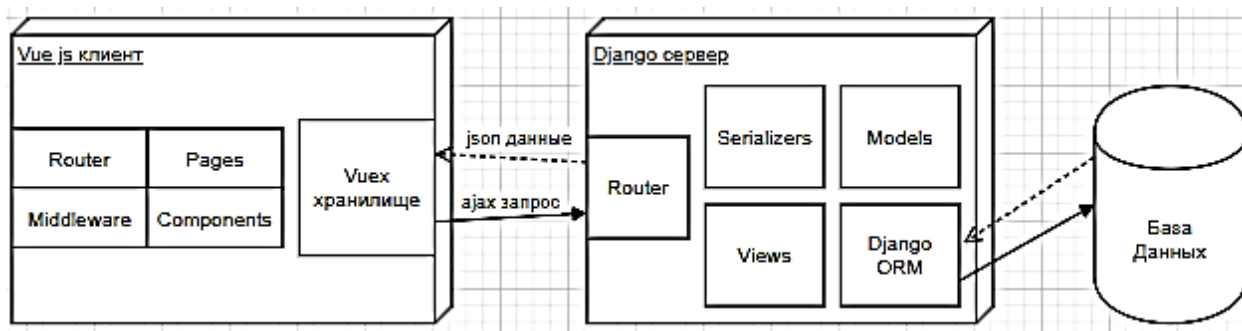 Vue js клиент
Router
Pages
Middleware
Components
Vuex
хранилище
json данные
ajax запрос
Django сервер
Router
Serializers
Models
Views
Django
ORM
База
Данных